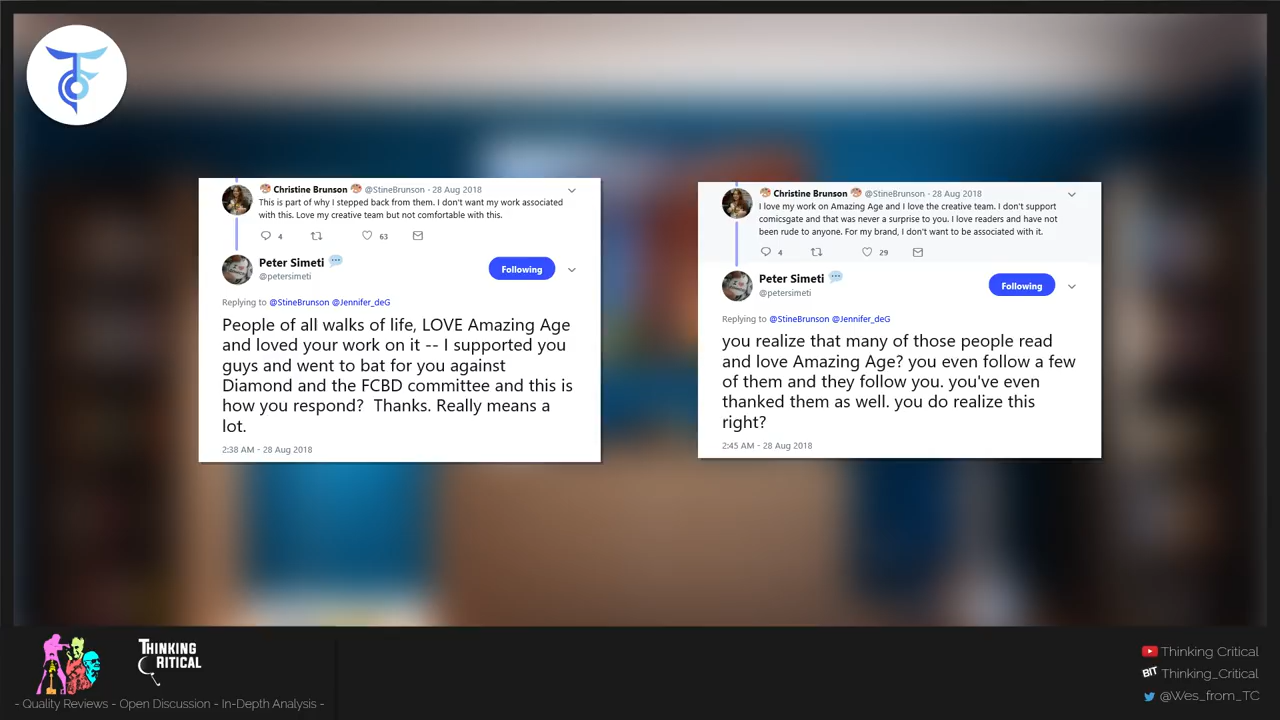 Christine Brunson @StineBrunson - 28 Aug 2018
This is part of why I stepped back from them. I don't want my work associated
with this. Love my creative team but not comfortable with this.
4 63
Peter Simeti
@petersimeti
Following
Replying to @StineBrunson @Jennifer_deG
People of all walks of life, LOVE Amazing Age
and loved your work on it -- I supported you
guys and went to bat for you against
Diamond and the FCBD committee and this is
how you respond? Thanks. Really means a
lot.
2:38 AM - 28 Aug 2018
Christine Brunson @StineBrunson - 28 Aug 2018
I love my work on Amazing Age and I love the creative team. I don't support
comicsgate and that was never a surprise to you. I love readers and have not
been rude to anyone. For my brand, I don't want to be associated with it.
4 29
Peter Simeti
@petersimeti
Following
Replying to @StineBrunson @Jennifer_deG
you realize that many of those people read
and love Amazing Age? you even follow a few
of them and they follow you. you've even
thanked them as well. you do realize this
right?
2:45 AM - 28 Aug 2018
THINKING
CRITICAL
- Quality Reviews - Open Discussion - In-Depth Analysis -
Thinking Critical
BIT Thinking_Critical
@Wes_from_TC